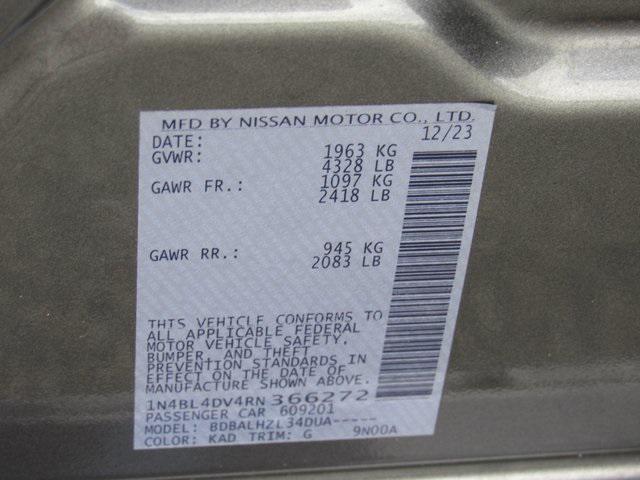 MFD BY NISSAN MOTOR CO., LTD.
DATE: 12/23
GVWR: 1963 KG
4328 LB
GAWR FR.: 1097 KG
2418 LB
GAWR RR.: 945 KG
2083 LB
THIS VEHICLE CONFORMS TO
ALL APPLICABLE FEDERAL
MOTOR VEHICLE SAFETY,
BUMPER, AND THEFT
PREVENTION STANDARDS IN
EFFECT ON THE DATE OF
MANUFACTURE SHOWN ABOVE.
1N4BL4DV4RN 366272
PASSENGER CAR 609201
MODEL: BDBALHZL34DUA-----
COLOR: KAD TRIM: G 9N00A